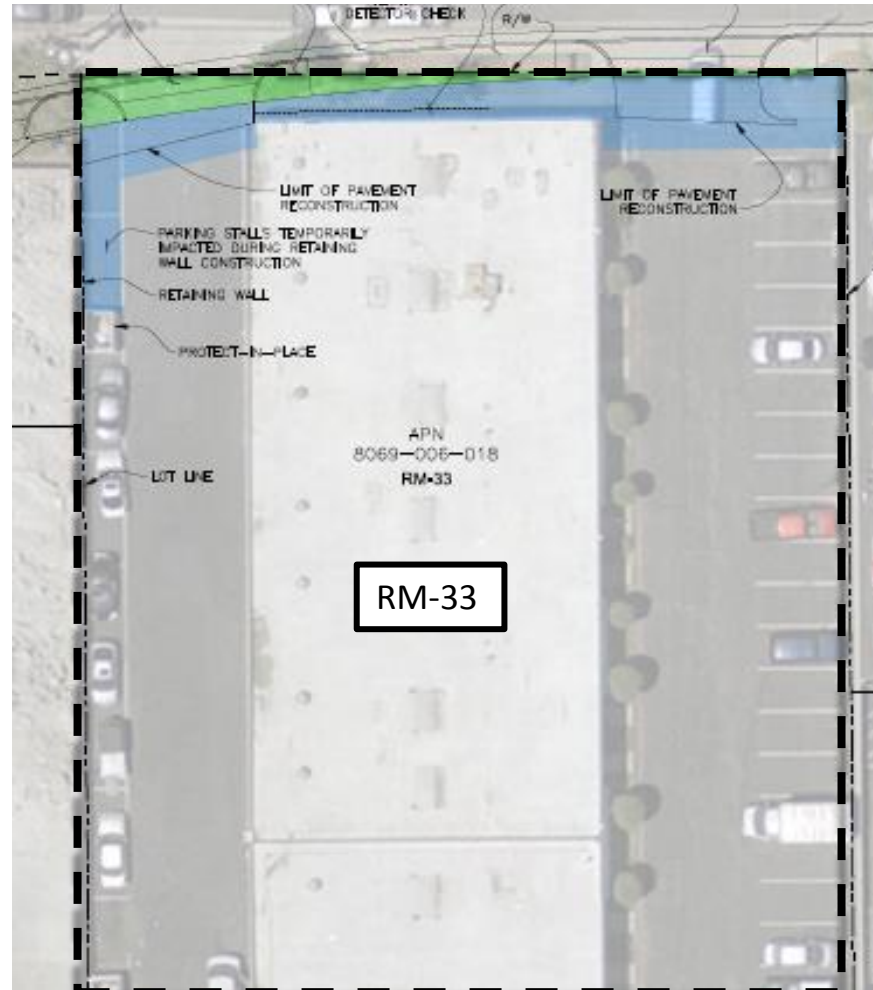 DETECTOR CHECK
R/W
LIMIT OF PAVEMENT
RECONSTRUCTION
LIMIT OF PAVEMENT
RECONSTRUCTION
PARKING STALLS TEMPORARILY
IMPACTED DURING RETAINING
WALL CONSTRUCTION
RETAINING WALL
PROTECT-IN-PLACE
APN
8069-006-018
RM-33
LOT LINE
RM-33